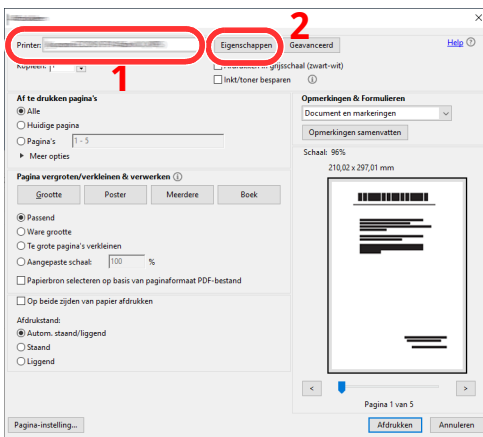 2
Printer:
Eigenschappen
Geavanceerd
Help
1
Inkt/toner besparen
Af te drukken pagina's
Alle
Huidige pagina
Pagina's
1 - 5
Meer opties
Pagina vergroten/verkleinen & verwerken
Grootte
Poster
Meerdere
Boek
Passend
Ware grootte
Te grote pagina's verkleinen
Aangepaste schaal:
100
%
Papierbron selecteren op basis van paginaformaat PDF-bestand
Op beide zijden van papier afdrukken
Afdrukstand:
Autom. staand/liggend
Staand
Liggend
Opmerkingen & Formulieren
Document en markeringen
Opmerkingen samenvatten
Schaal: 96%
210,02 x 297,01 mm
<
>
Pagina 1 van 5
Pagina-instelling...
Afdrukken
Annuleren